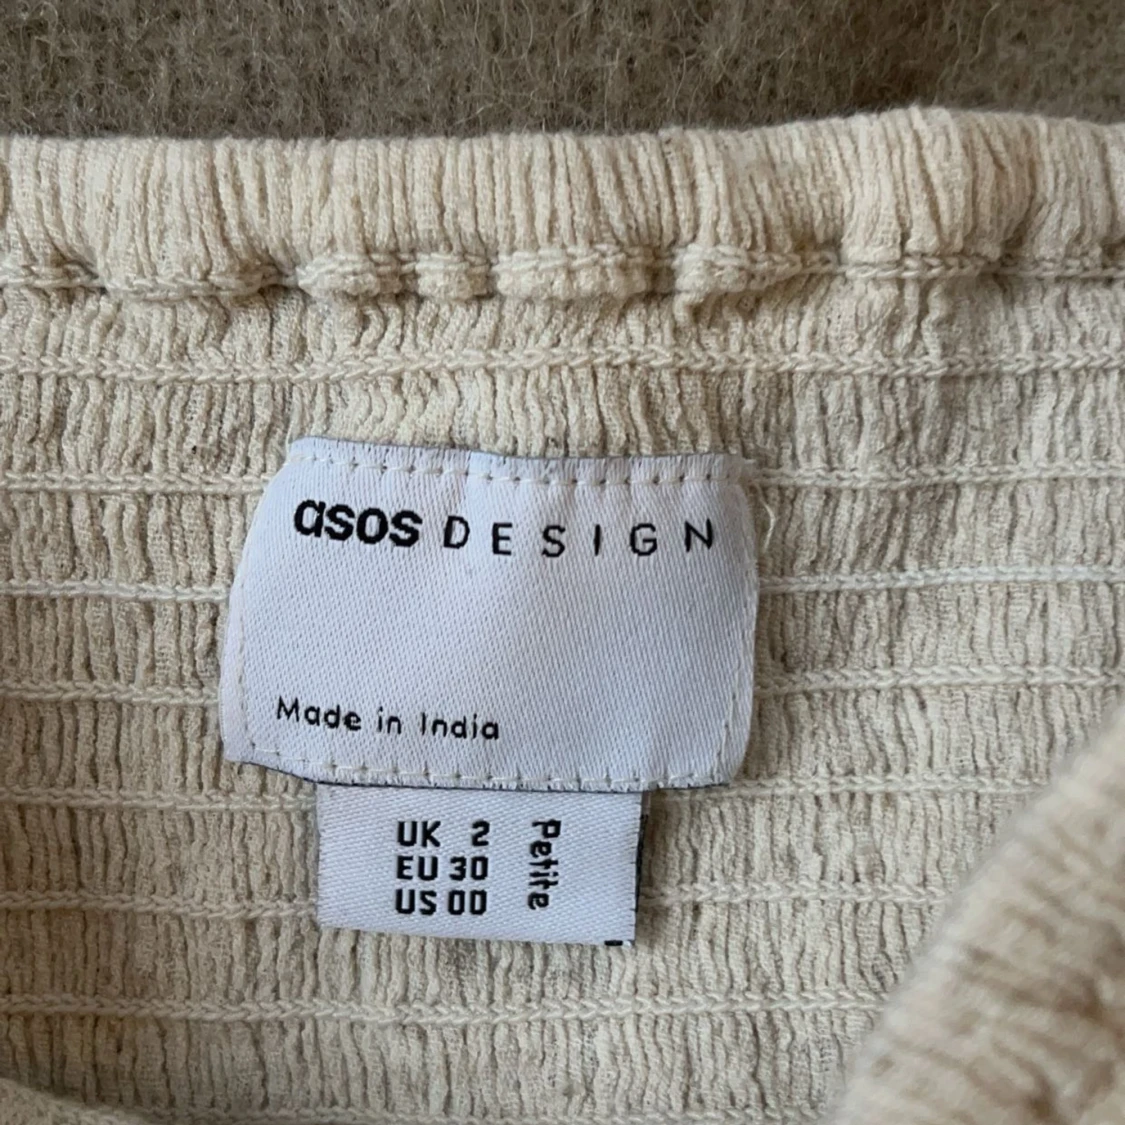 asos DESIGN
Made in India
UK 2
EU 30
US 00
Petite